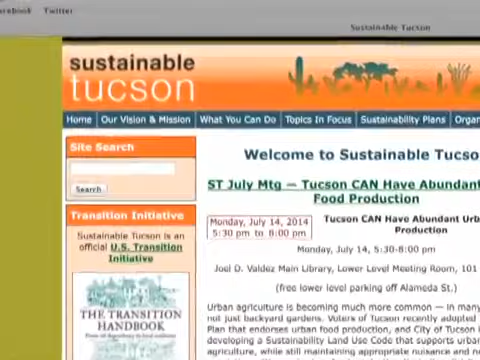 Twitter
Sustainable Tucson
sustainable
tucson
Home
Our Vision & Mission
What You Can Do
Topics In Focus
Sustainability Plans
Site Search
Search
Transition Initiative
Sustainable Tucson is an
official U.S. Transition
Initiative
THE TRANSITION
HANDBOOK
Welcome to Sustainable
ST July Mtg — Tucson CAN Have Abundant
Food Production
Monday, July 14, 2014
5:30 pm to 8:00 pm
Tucson CAN Have Abundant
Production
Monday, July 14, 5:30-8:00 pm
Joel D. Valdez Main Library, Lower Level Meeting Room, 101
(free lower level parking off Alameda St.)
Urban agriculture is becoming much more common — in many
not just backyard gardens. Voters of Tucson recently adopted
Plan that endorses urban food production, and City of Tucson
developing a Sustainability Land Use Code that supports
agriculture, while still maintaining appropriate nuisance and